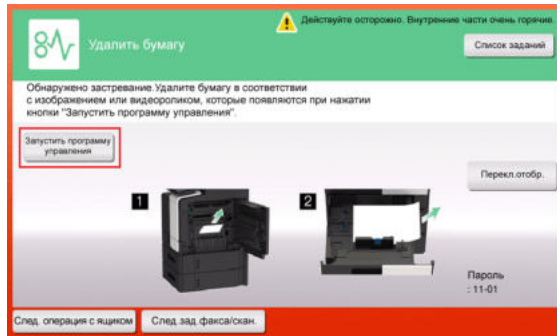 Действуйте осторожно. Внутренние части очень горячие.
Удалить бумагу
Список заданий
Обнаружено застревание.Удалите бумагу в соответствии
с изображением или видеороликом, которые появляются при нажатии
кнопки "Запустить программу управления".
Запустить программу
управления
Перекл.отобр.
1
2
Пароль
: 11-01
След. операция с ящиком
След.зад.факса/скан.